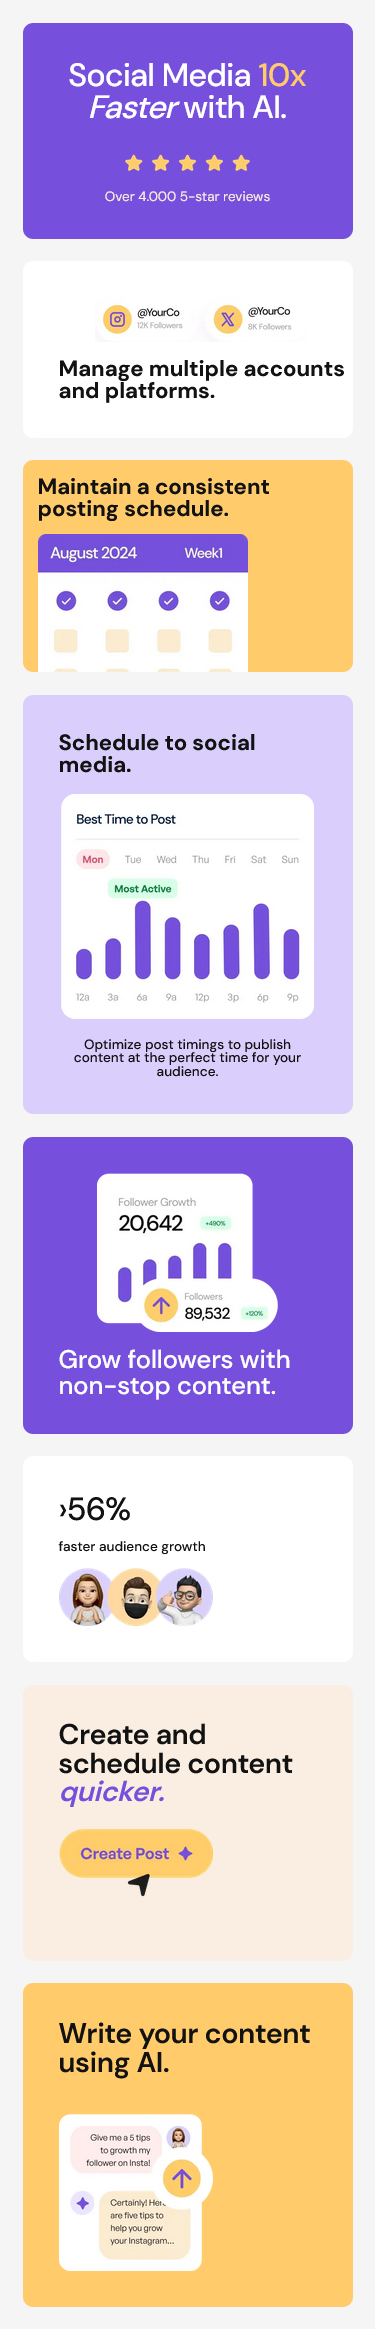 Social Media 10x
Faster with AI.
Over 4.000 5-star reviews
@YourCo
12K Followers
@YourCo
8K Followers
Manage multiple accounts
and platforms.
Maintain a consistent
posting schedule.
August 2024 Week1
Schedule to social
media.
Best Time to Post
Mon Tue Wed Thu Fri Sat Sun
Most Active
12a 3a 6a 9a 12p 3p 6p 9p
Optimize post timings to publish
content at the perfect time for your
audience.
Follower Growth
20,642 +490%
Followers
89,532 +120%
Grow followers with
non-stop content.
›56%
faster audience growth
Create and
schedule content
quicker.
Create Post
Write your content
using AI.
Give me a 5 tips
to growth my
follower on Insta!
Certainly! Here
are five tips to
help you grow
your Instagram...